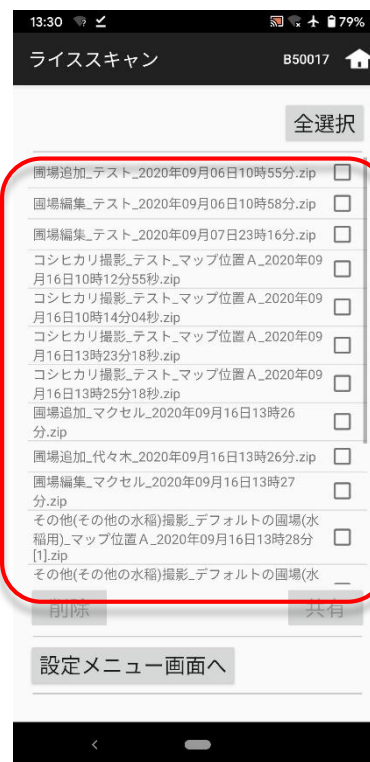 13:30
79%
ライススキャン
B50017
全選択
圃場追加_テスト_2020年09月06日10時55分.zip
圃場編集_テスト_2020年09月06日10時58分.zip
圃場編集_テスト_2020年09月07日23時16分.zip
コシヒカリ撮影_テスト_マップ位置A_2020年09
月16日10時12分55秒.zip
コシヒカリ撮影_テスト_マップ位置A_2020年09
月16日10時14分04秒.zip
コシヒカリ撮影_テスト_マップ位置A_2020年09
月16日13時23分18秒.zip
コシヒカリ撮影_テスト_マップ位置A_2020年09
月16日13時25分18秒.zip
圃場追加_マクセル_2020年09月16日13時26
分.zip
圃場追加_代々木_2020年09月16日13時26分.zip
圃場編集_マクセル_2020年09月16日13時27
分.zip
その他(その他の水稲)撮影_デフォルトの圃場(水
稲用)_マップ位置A_2020年09月16日13時28分
[1].zip
その他(その他の水稲)撮影_デフォルトの圃場(水
削除
共有
設定メニュー画面へ